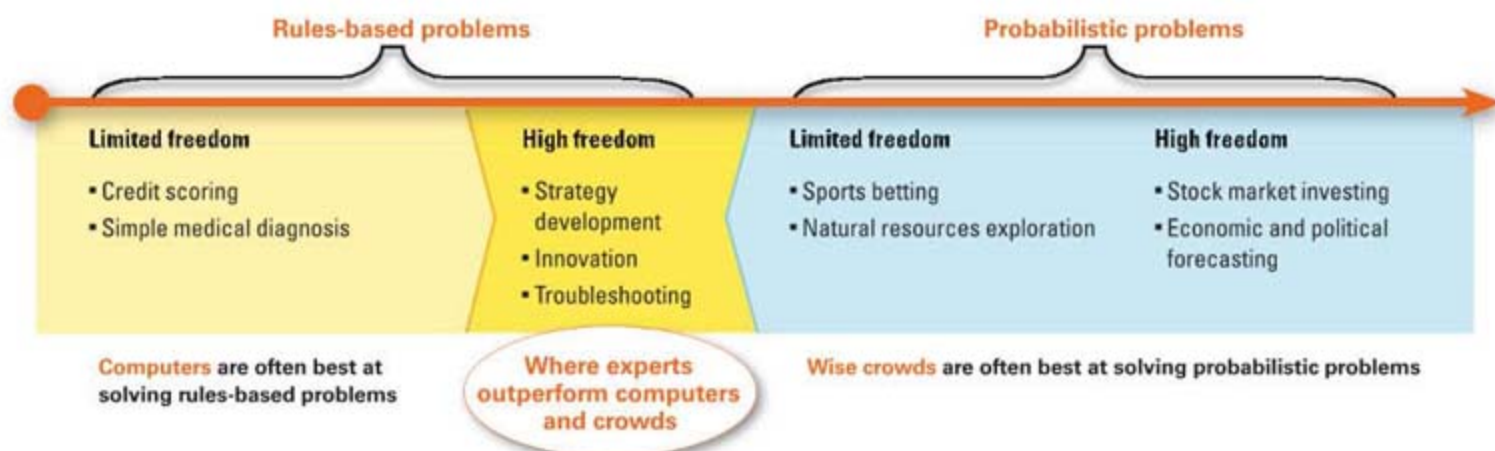 Rules-based problems
Probabilistic problems
Limited freedom
▪ Credit scoring
▪ Simple medical diagnosis
High freedom
▪ Strategy
development
▪ Innovation
▪ Troubleshooting
Limited freedom
▪ Sports betting
▪ Natural resources exploration
High freedom
▪ Stock market investing
▪ Economic and political
forecasting
Computers are often best at
solving rules-based problems
Where experts
outperform computers
and crowds
Wise crowds are often best at solving probabilistic problems